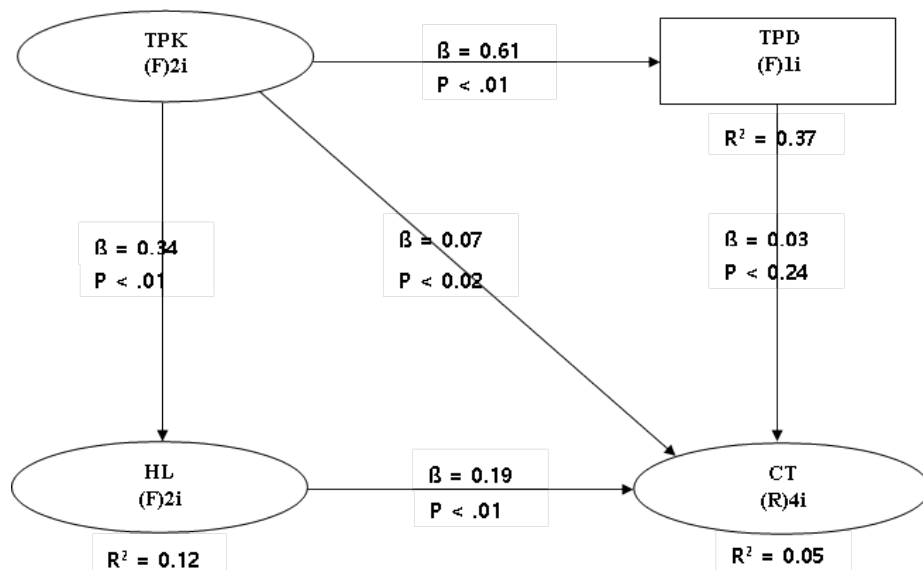 TPK
(F)2i
ß = 0.61
P < .01
TPD
(F)1i
R² = 0.37
ß = 0.34
P < .01
ß = 0.07
P < 0.02
ß = 0.03
P < 0.24
HL
(F)2i
R² = 0.12
ß = 0.19
P < .01
CT
(R)4i
R² = 0.05